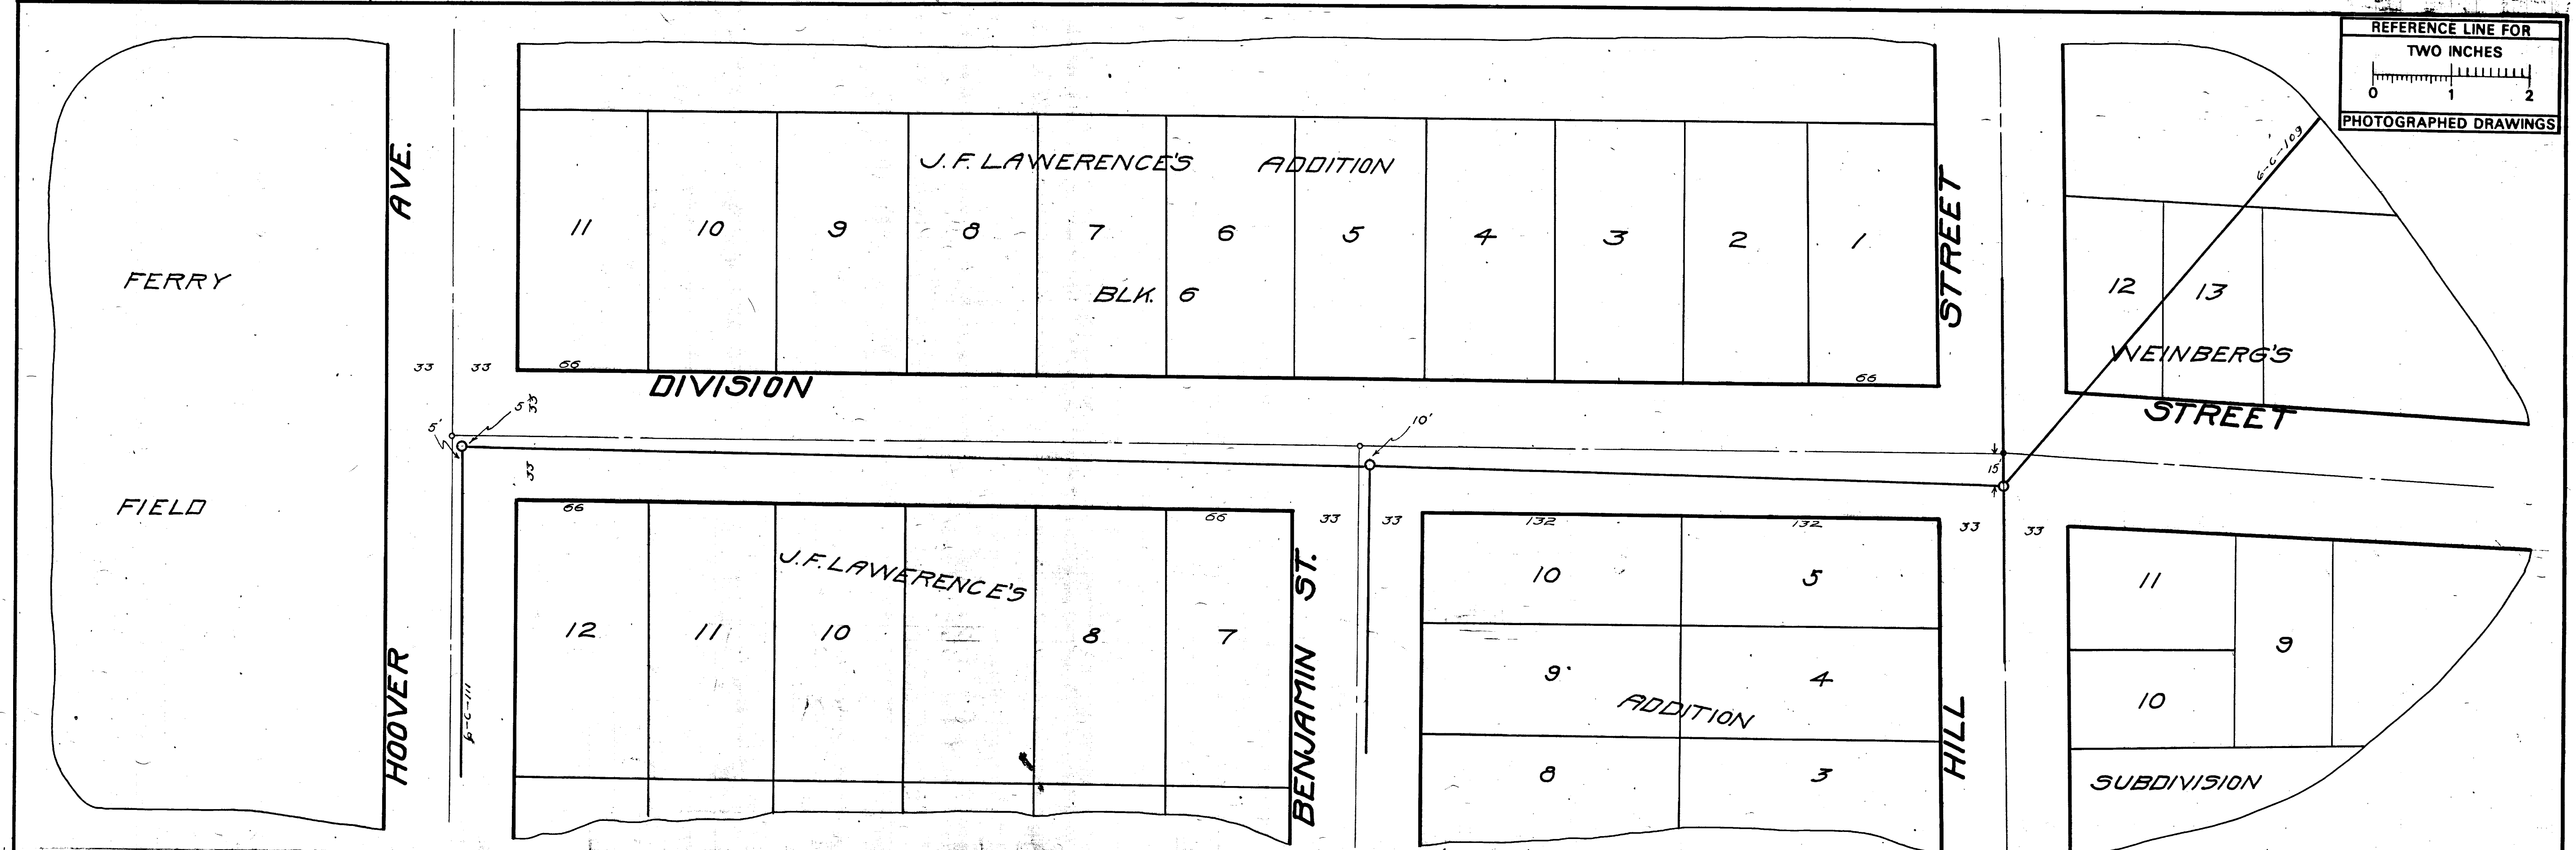 REFERENCE LINE FOR
TWO INCHES
0 1 2
PHOTOGRAPHED DRAWINGS
6-C-109
AVE.
J.F. LAWERENCE'S ADDITION
STREET
11 10 9 8 7 6 5 4 3 2 1
FERRY
BLK. 6
12 13
WEINBERG'S
33 33 66 66
DIVISION
STREET
5' 5' 33
10'
33
15'
FIELD
66 66 33 33 132 132 33 33
J.F. LAWERENCE'S
ST.
10 5 11
12 11 10 8 7
9 4 9
ADDITION
10
6-C-111
HOOVER
BENJAMIN
HILL
8 3
SUBDIVISION